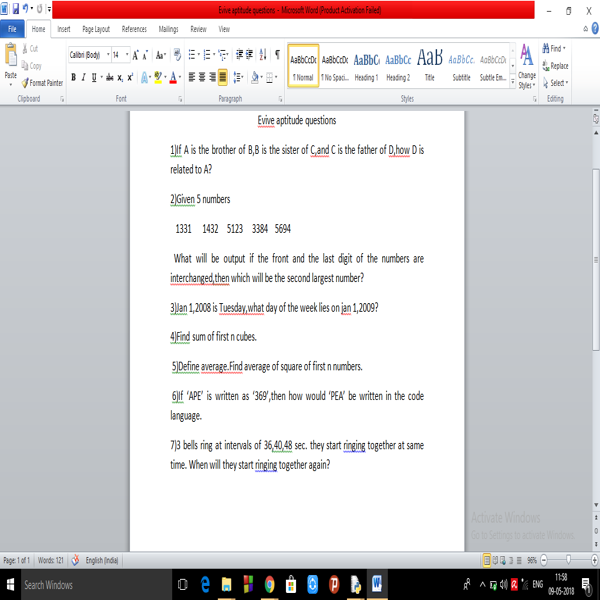 Evive aptitude questions - Microsoft Word (Product Activation Failed)
File Home Insert Page Layout References Mailings Review View
Cut
Copy
Format Painter
Paste
Clipboard
Calibri (Body) 14
B I U abc x₂ x²
Font
Paragraph
AaBbCcDc AaBbCcDc AaBbC AaBbCc AaB AaBbCc. AaBbCcDc
¶ Normal ¶ No Spaci... Heading 1 Heading 2 Title Subtitle Subtle Em...
Styles
Change Styles
Find
Replace
Select
Editing
Evive aptitude questions
1)If A is the brother of B,B is the sister of C,and C is the father of D,how D is
related to A?
2)Given 5 numbers
1331 1432 5123 3384 5694
What will be output if the front and the last digit of the numbers are
interchanged,then which will be the second largest number?
3)Jan 1,2008 is Tuesday,what day of the week lies on jan 1,2009?
4)Find sum of first n cubes.
5)Define average.Find average of square of first n numbers.
6)If ‘APE’ is written as ‘369’,then how would ‘PEA’ be written in the code
language.
7)3 bells ring at intervals of 36,40,48 sec. they start ringing together at same
time. When will they start ringing together again?
Activate Windows
Go to Settings to activate Windows.
Page: 1 of 1 Words: 121 English (India) 98%
Search Windows
ENG
11:58
09-05-2018